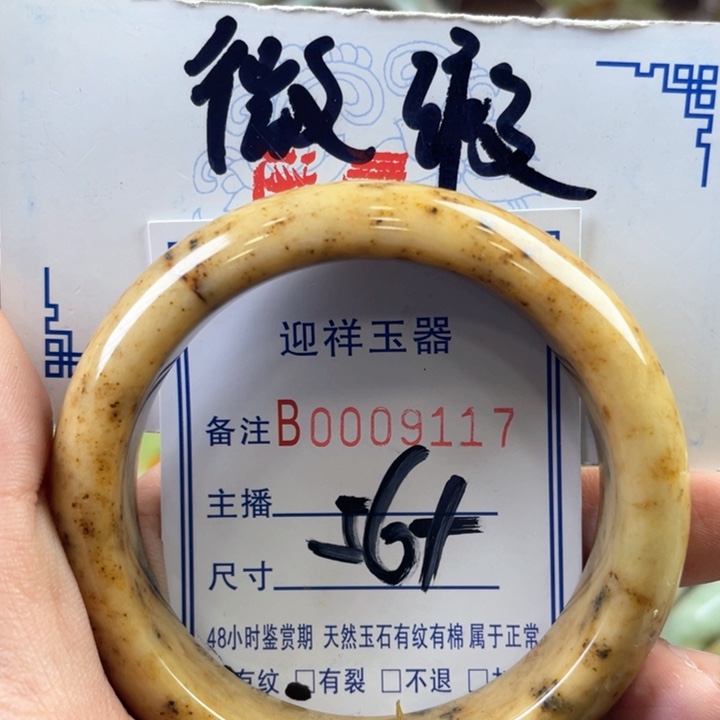 微瑕
迎祥玉器
备注B0009117
主播
尺寸
48小时鉴赏期 天然玉石有纹有棉属于正常
有纹 □有裂 □不退 □